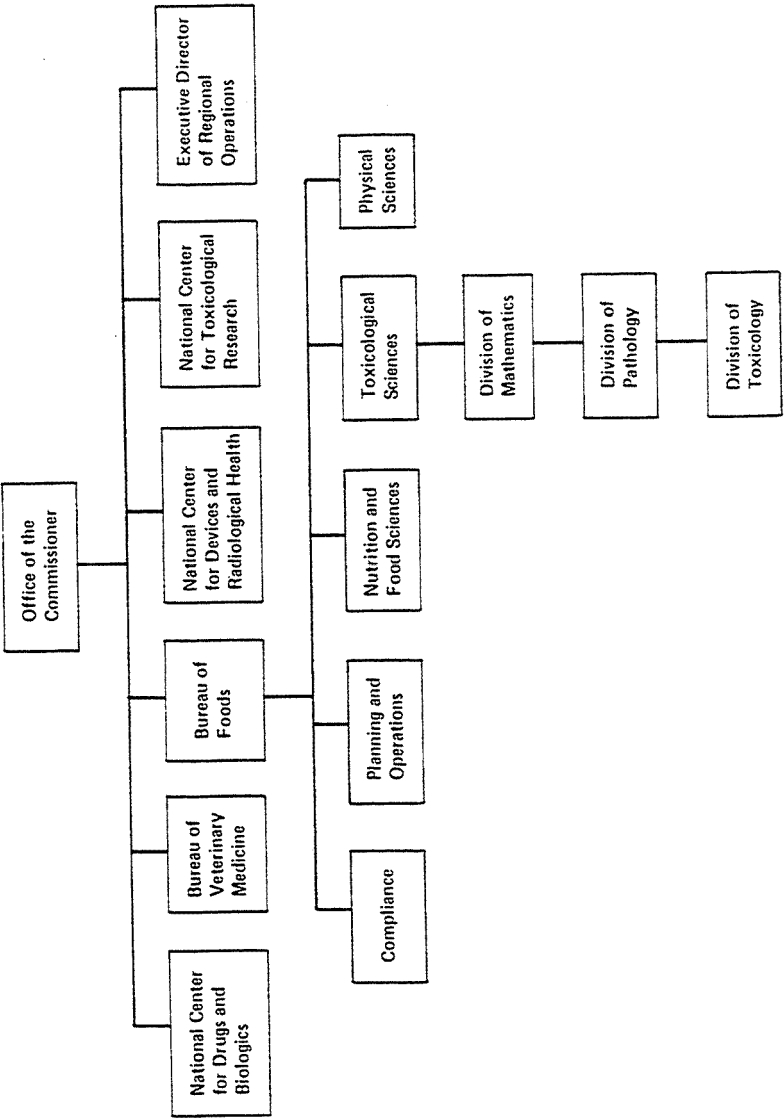 Office of the
Commissioner
National Center
for Drugs and
Biologics
Bureau of
Veterinary
Medicine
Bureau of
Foods
National Center
for Devices and
Radiological Health
National Center
for Toxicological
Research
Executive Director
of Regional
Operations
Compliance
Planning and
Operations
Nutrition and
Food Sciences
Toxicological
Sciences
Physical
Sciences
Division of
Mathematics
Division of
Pathology
Division of
Toxicology